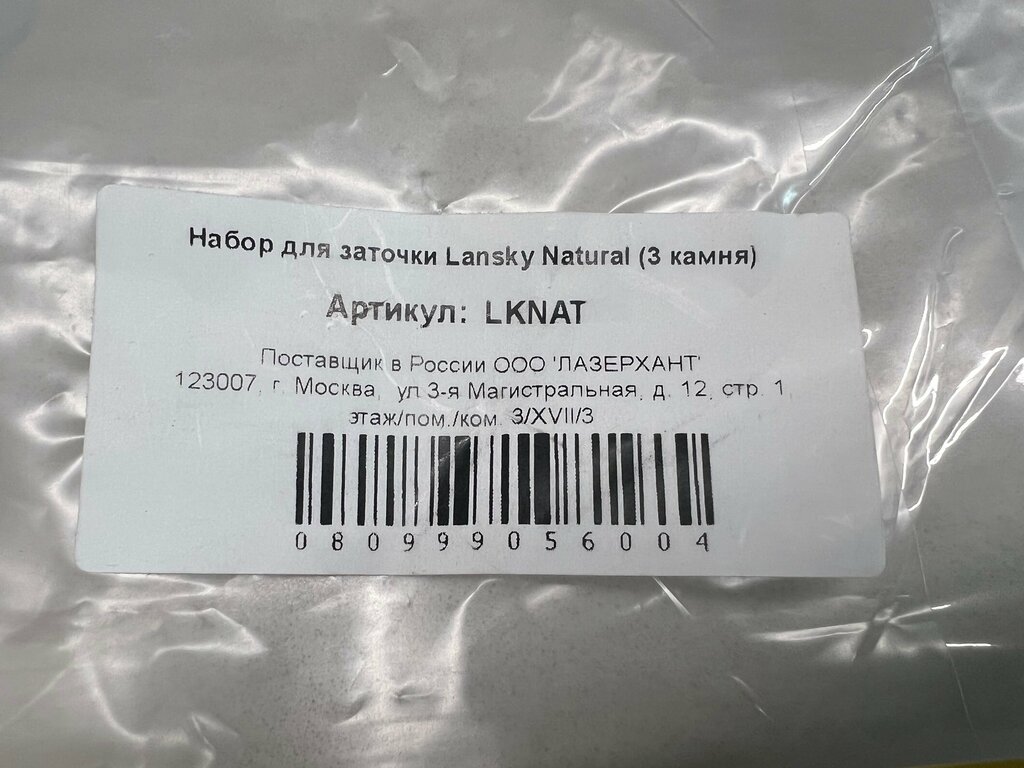 Набор для заточки Lansky Natural (3 камня)
Артикул: LKNAT
Поставщик в России ООО 'ЛАЗЕРХАНТ'
123007, г. Москва, ул 3-я Магистральная, д. 12, стр. 1,
этаж/пом./ком. 3/XVII/3
080999056004